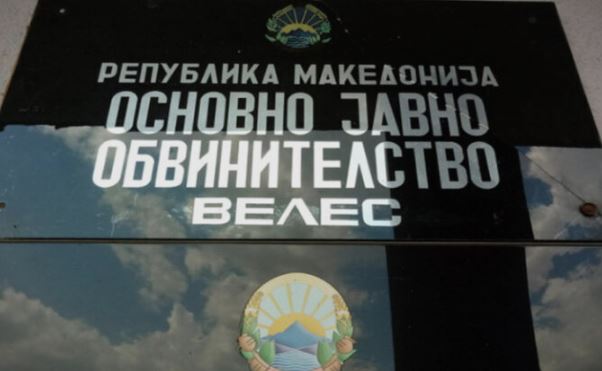 РЕПУБЛИКА МАКЕДОНИЈА
ОСНОВНО ЈАВНО
ОБВИНИТЕЛСТВО
ВЕЛЕС